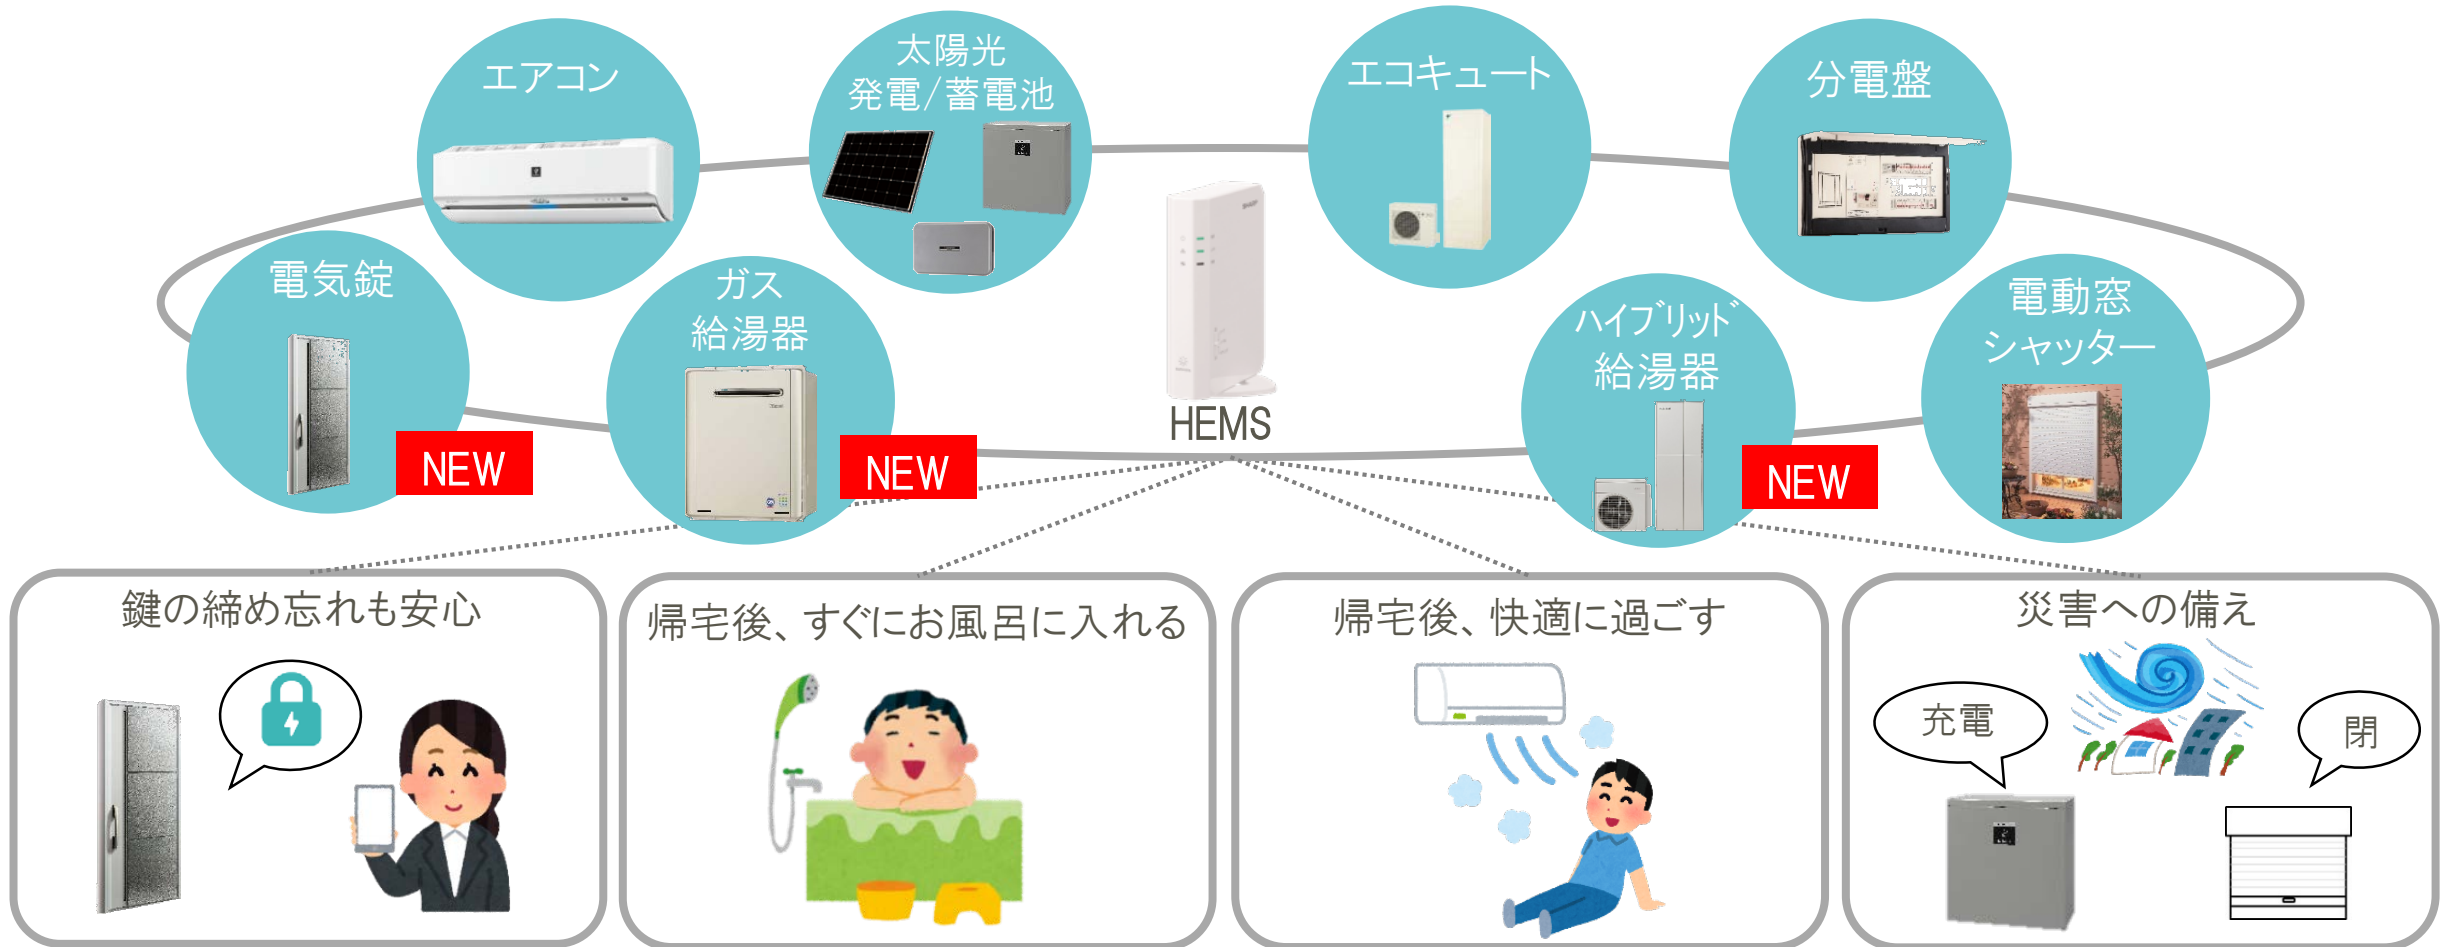 エアコン
太陽光
発電/蓄電池
エコキュート
分電盤
電気錠
NEW
ガス
給湯器
NEW
HEMS
ハイブリッド
給湯器
NEW
電動窓
シャッター
鍵の締め忘れも安心
帰宅後、すぐにお風呂に入れる
帰宅後、快適に過ごす
災害への備え
充電
閉